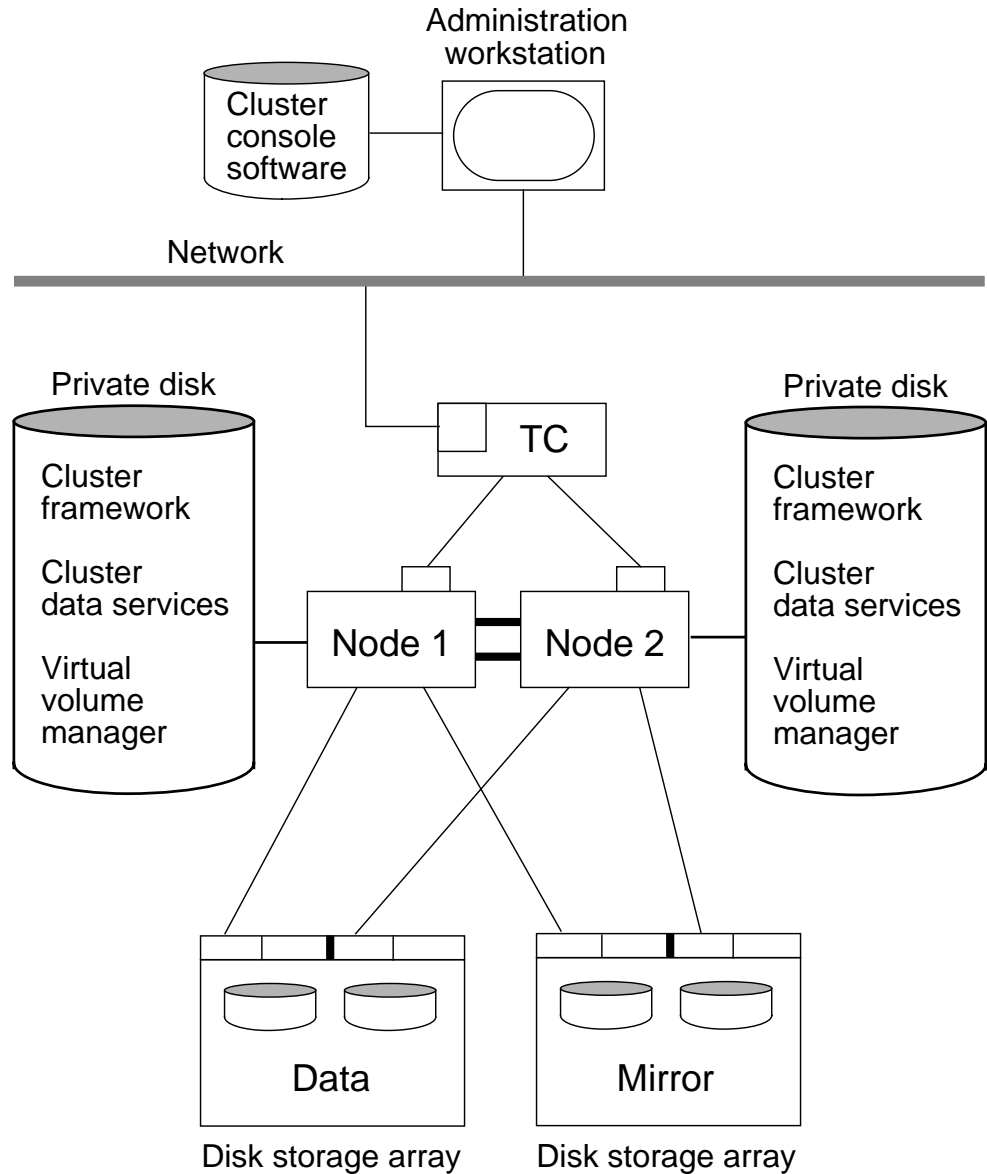 Administration
workstation
Cluster
console
software
Network
Private disk
Cluster
framework
Cluster
data services
Virtual
volume
manager
TC
Private disk
Cluster
framework
Cluster
data services
Virtual
volume
manager
Node 1
Node 2
Data
Disk storage array
Mirror
Disk storage array